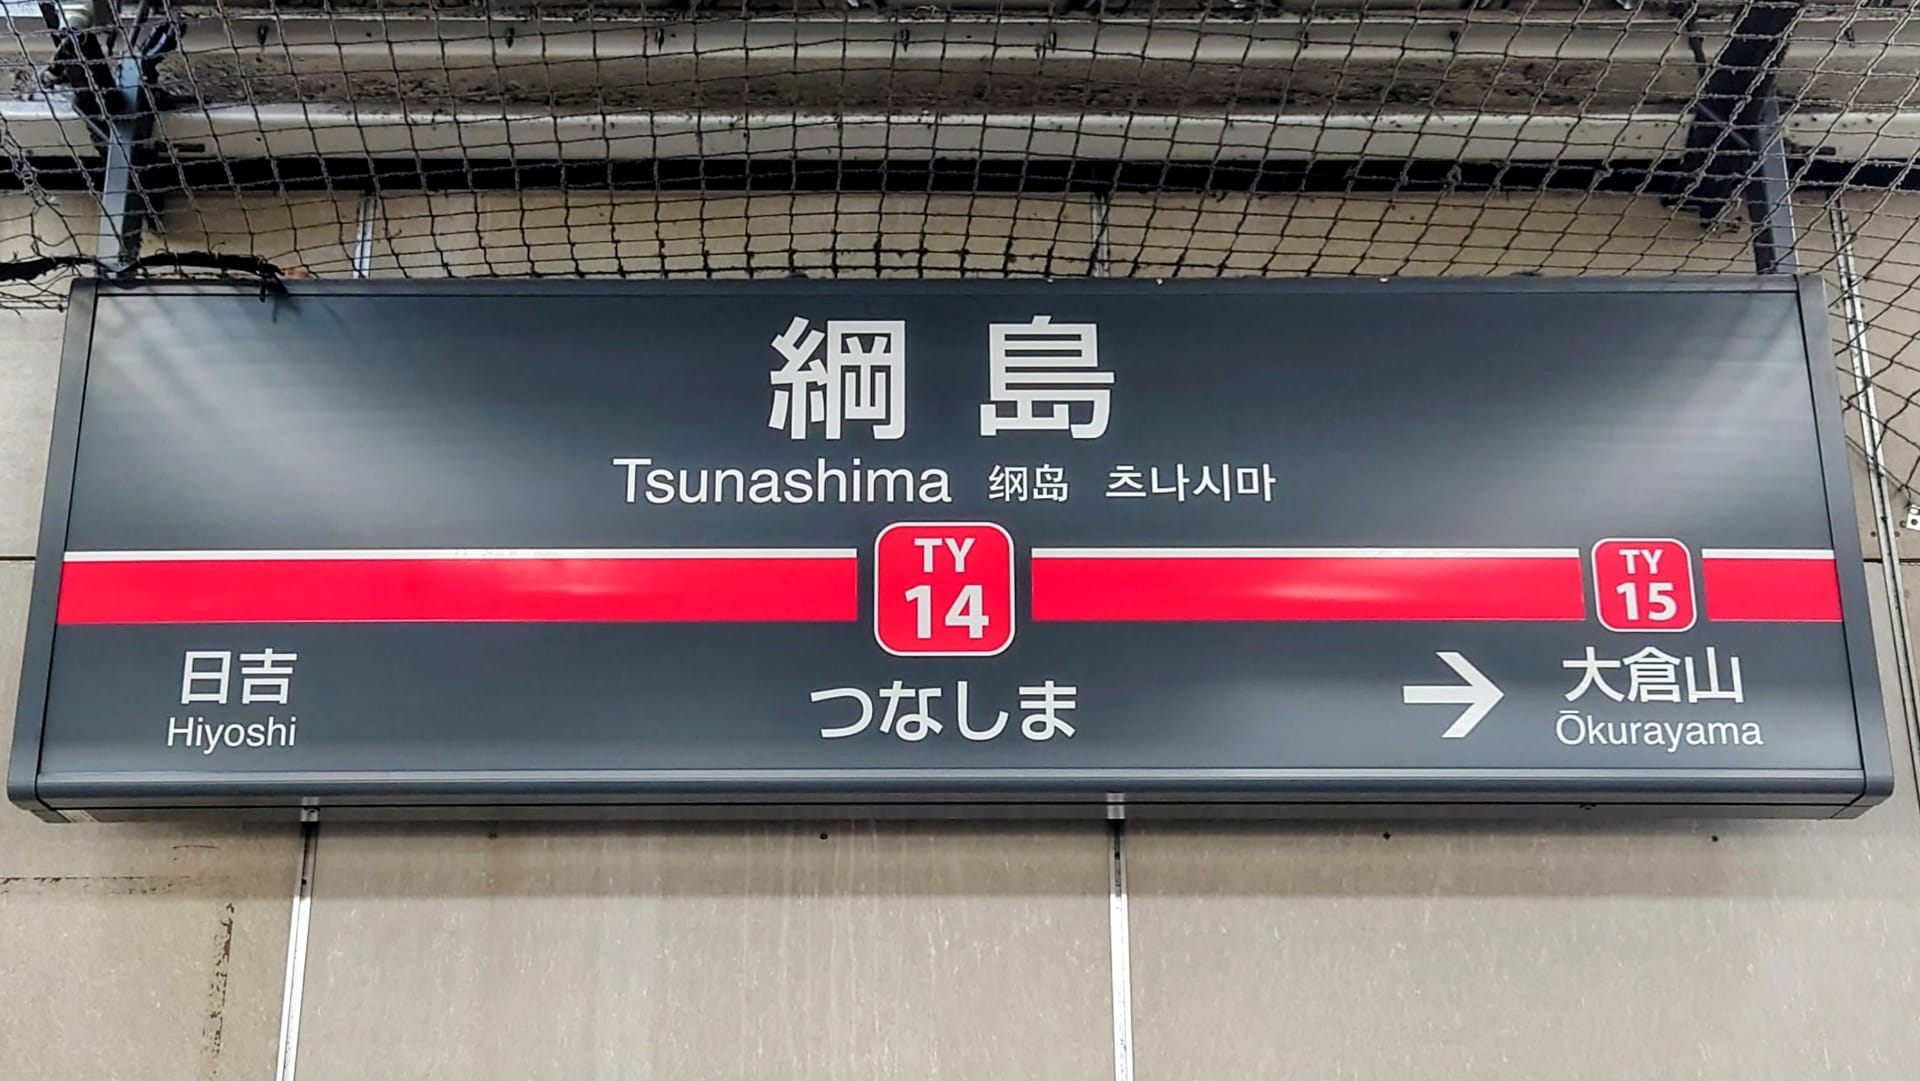 綱島
Tsunashima 纲岛 츠나시마
TY
14
TY
15
日吉
Hiyoshi
つなしま
→ 大倉山
Ōkurayama